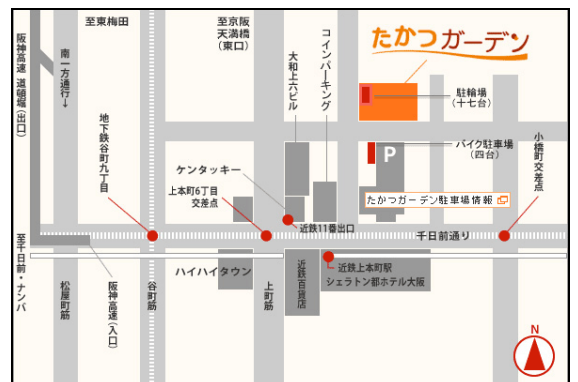 至東梅田
至京阪
天満橋
（東口）
たかつガーデン
阪神高速 道頓堀（出口）
南一方通行→
大和上六ビル
コインパーキング
駐輪場
（十七台）
地下鉄谷町九丁目
バイク駐車場
（四台）
P
小橋町交差点
ケンタッキー
上本町6丁目
交差点
たかつガーデン駐車場情報
近鉄11番出口
千日前通り
至千日前・ナンバ
ハイハイタウン
近鉄上本町駅
シェラトン都ホテル大阪
松屋町筋
阪神高速（入口）
谷町筋
上町筋
近鉄百貨店
N